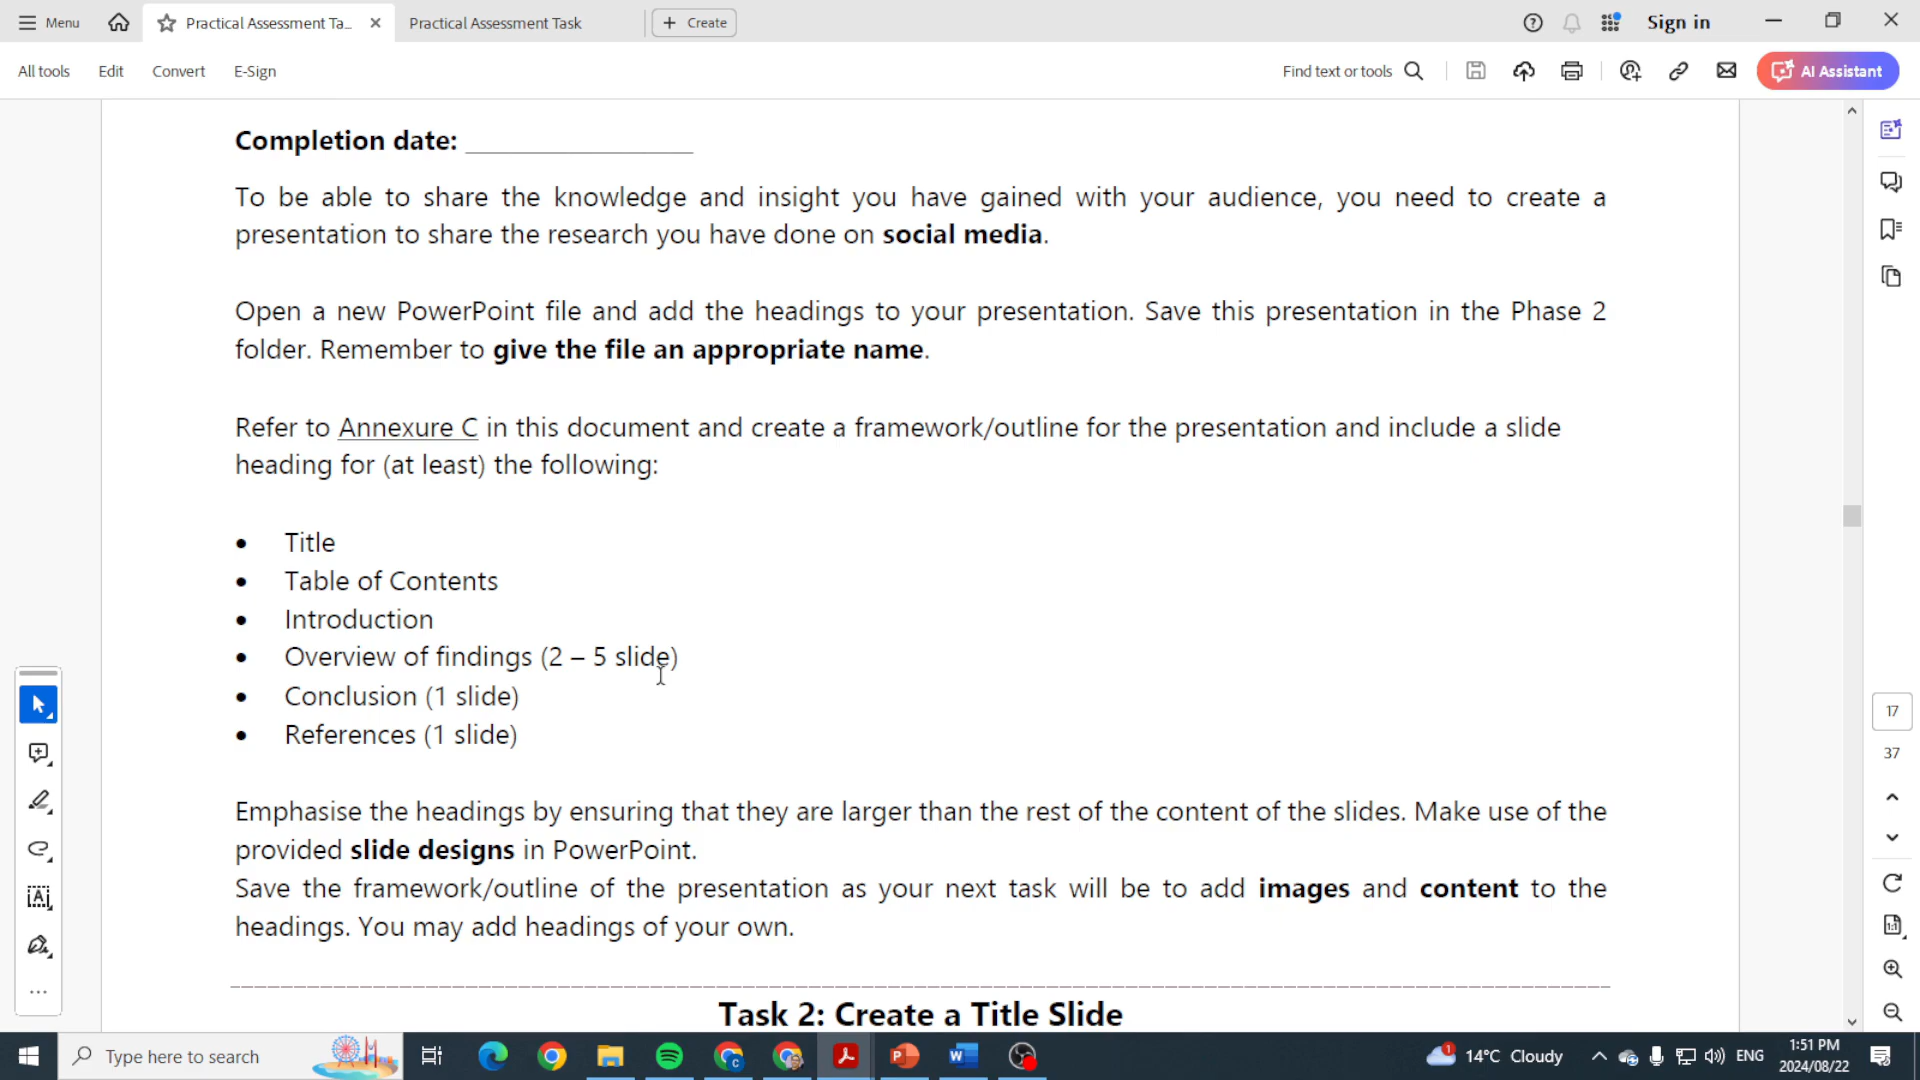 Menu
Practical Assessment Ta...
Practical Assessment Task
Create
Sign in
All tools
Edit
Convert
E-Sign
Find text or tools
AI Assistant
Completion date: ________________
To be able to share the knowledge and insight you have gained with your audience, you need to create a
presentation to share the research you have done on social media.
Open a new PowerPoint file and add the headings to your presentation. Save this presentation in the Phase 2
folder. Remember to give the file an appropriate name.
Refer to Annexure C in this document and create a framework/outline for the presentation and include a slide
heading for (at least) the following:
• Title
• Table of Contents
• Introduction
• Overview of findings (2 – 5 slide)
• Conclusion (1 slide)
• References (1 slide)
Emphasise the headings by ensuring that they are larger than the rest of the content of the slides. Make use of the
provided slide designs in PowerPoint.
Save the framework/outline of the presentation as your next task will be to add images and content to the
headings. You may add headings of your own.
Task 2: Create a Title Slide
17
37
Type here to search
14°C Cloudy
ENG
1:51 PM
2024/08/22